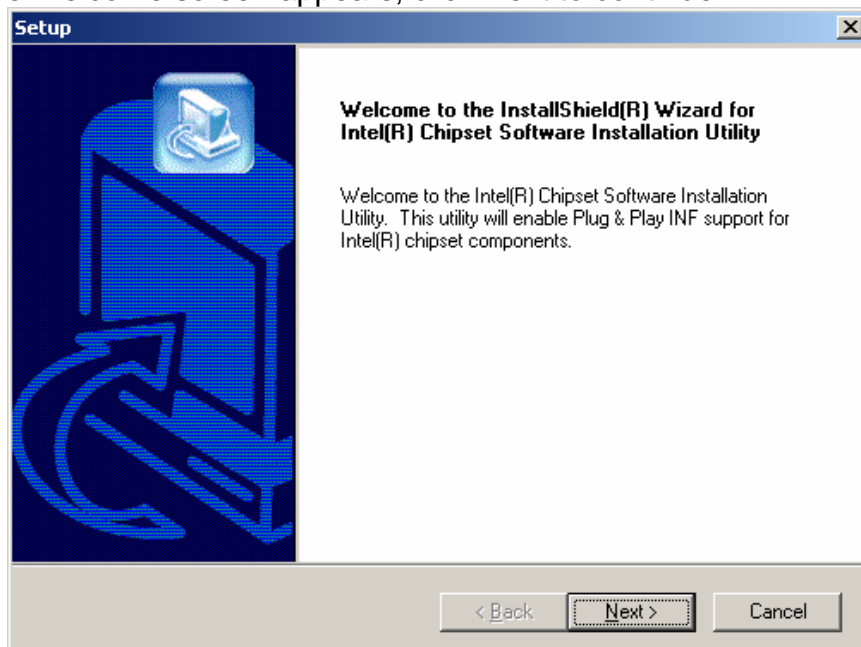 Setup
Welcome to the InstallShield(R) Wizard for
Intel(R) Chipset Software Installation Utility
Welcome to the Intel(R) Chipset Software Installation
Utility. This utility will enable Plug & Play INF support for
Intel(R) chipset components.
< Back
Next >
Cancel